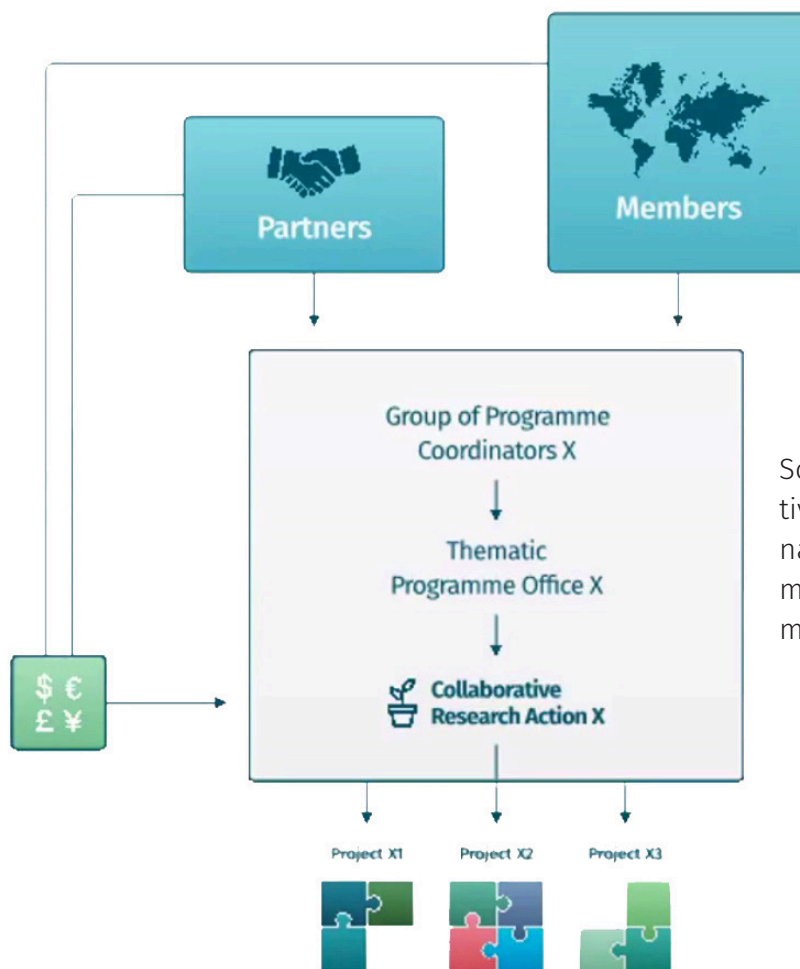 Members
Partners
Group of Programme
Coordinators X
Thematic
Programme Office X
Collaborative
Research Action X
$ €
£ ¥
Project X1
Project X2
Project X3